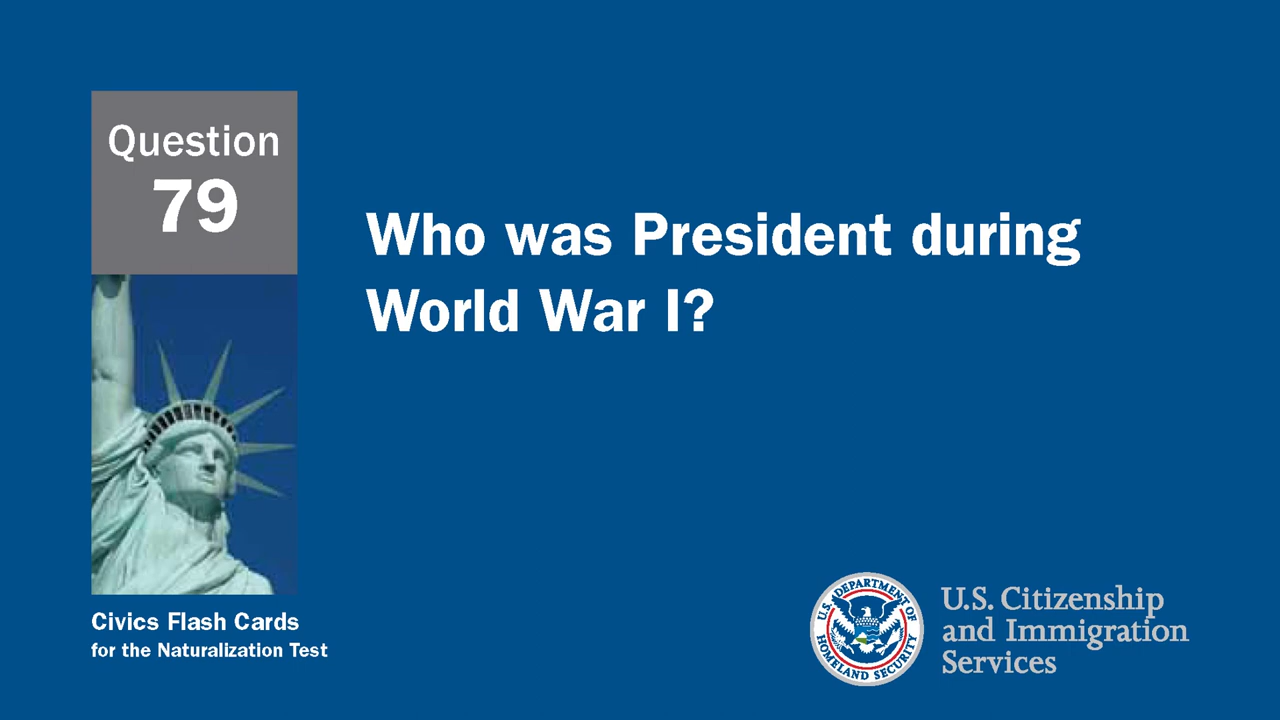 Question
79
Who was President during
World War I?
Civics Flash Cards
for the Naturalization Test
U.S. DEPARTMENT OF
HOMELAND SECURITY
U.S. Citizenship
and Immigration
Services